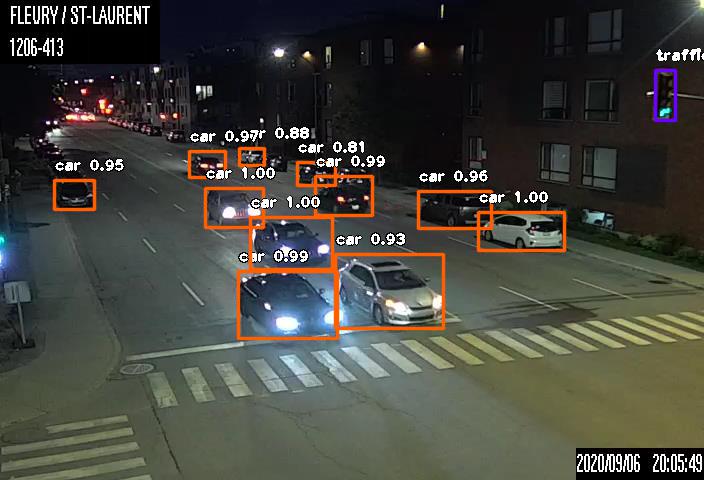 FLEURY / ST-LAURENT
1206-413
traffic
car 0.97
car 0.88
car 0.81
car 0.99
car 0.95
car 1.00
car 0.96
car 1.00
car 1.00
car 0.93
car 0.99
2020/09/06 20:05:49